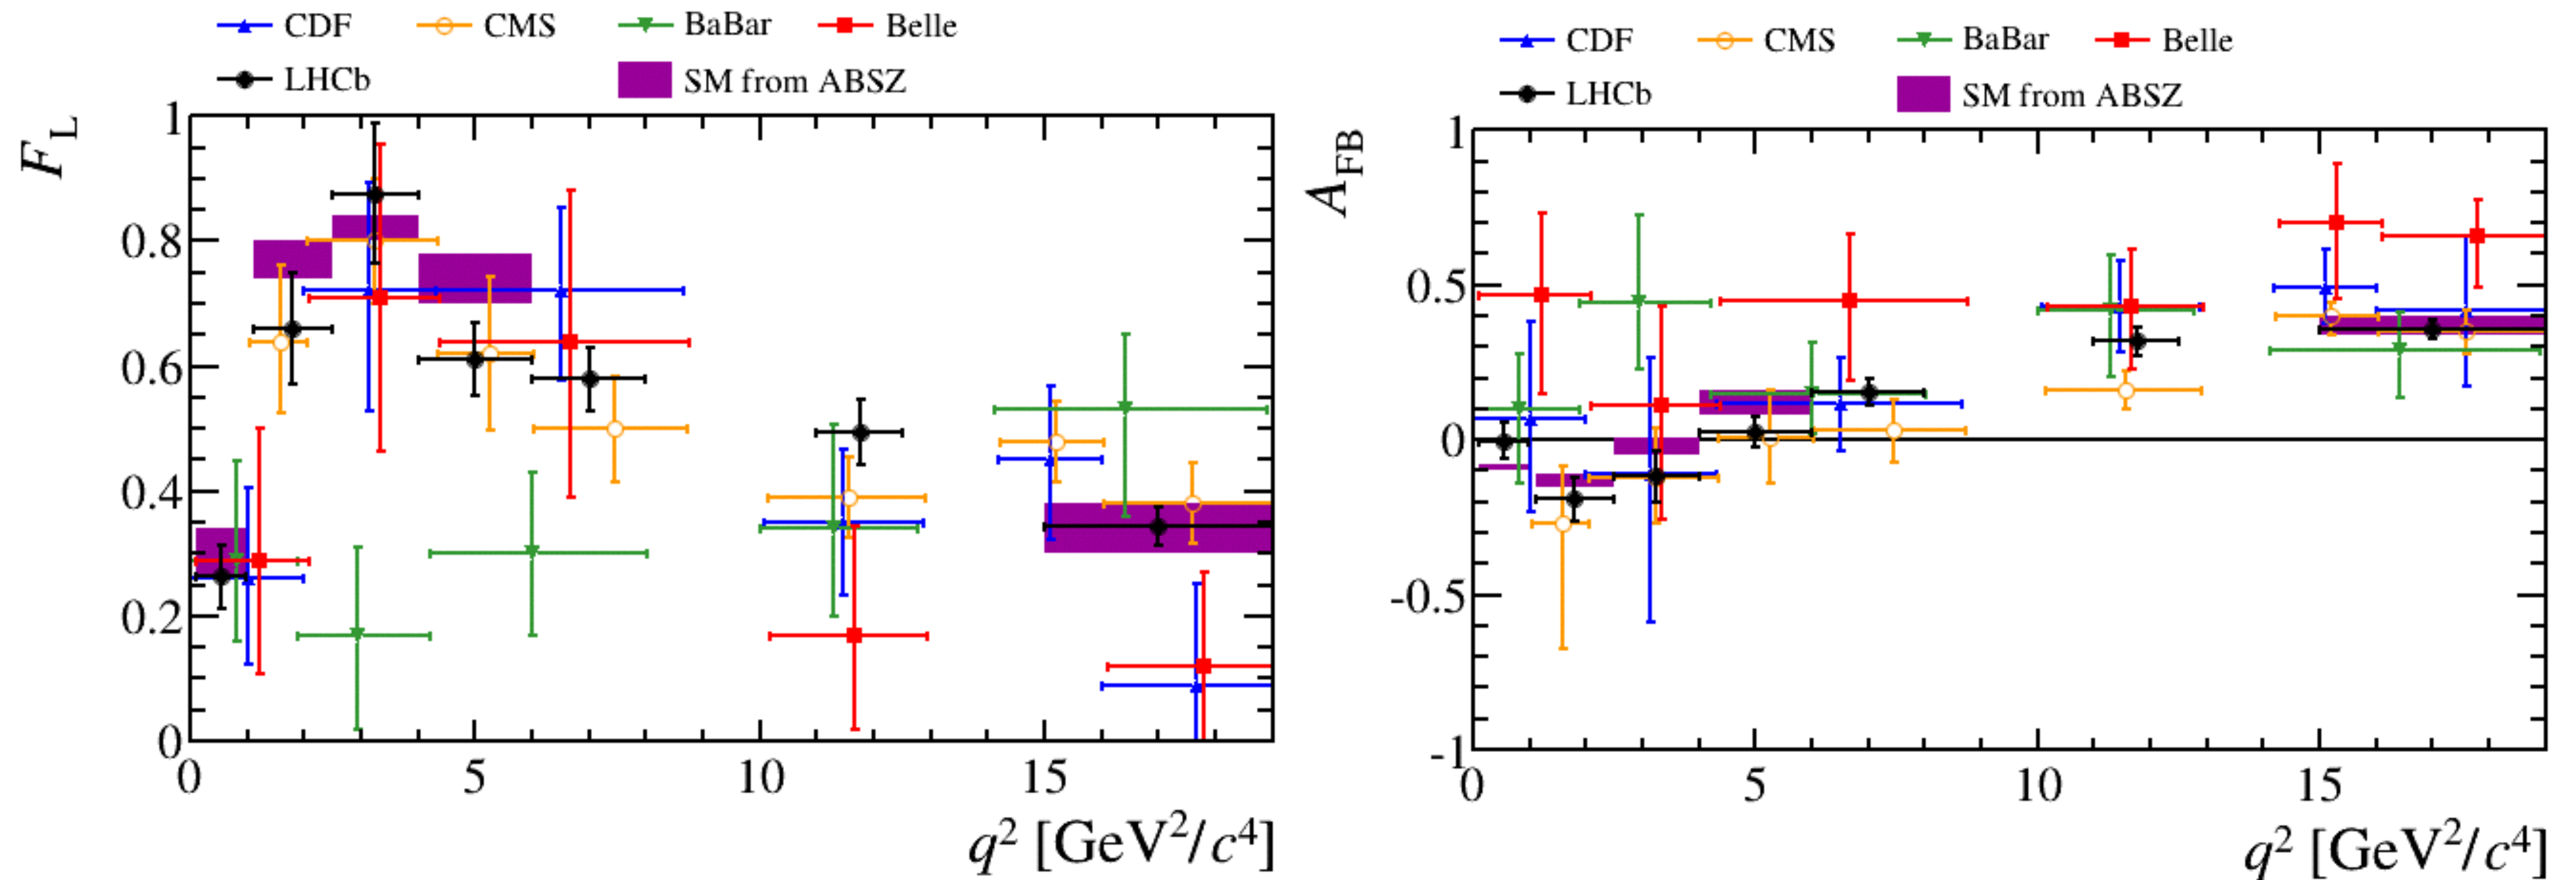 CDF CMS BaBar Belle
LHCb SM from ABSZ
F_L
1
0.8
0.6
0.4
0.2
0
0 5 10 15
q² [GeV²/c⁴]
CDF CMS BaBar Belle
LHCb SM from ABSZ
A_FB
1
0.5
0
-0.5
-1
0 5 10 15
q² [GeV²/c⁴]